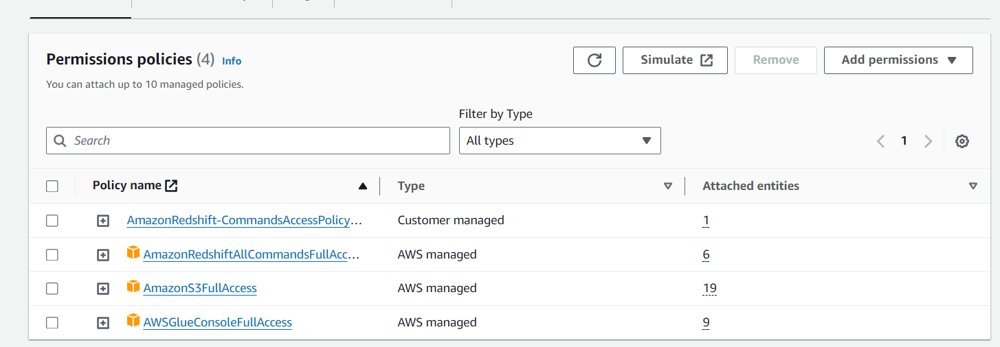 Permissions policies (4) Info
Simulate
Remove
Add permissions
You can attach up to 10 managed policies.
Filter by Type
Search
All types
1
Policy name
Type
Attached entities
AmazonRedshift-CommandsAccessPolicy…
Customer managed
1
AmazonRedshiftAllCommandsFullAcc…
AWS managed
6
AmazonS3FullAccess
AWS managed
19
AWSGlueConsoleFullAccess
AWS managed
9